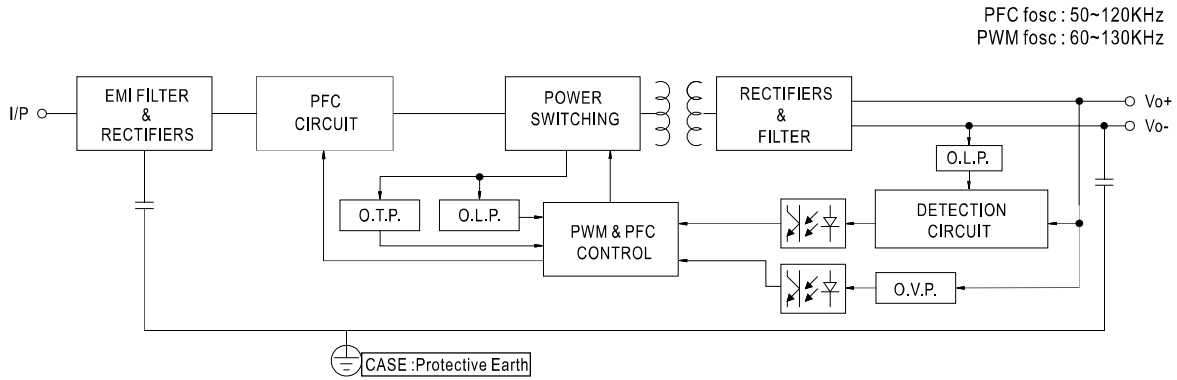 PFC fosc : 50~120KHz
PWM fosc : 60~130KHz
I/P
EMI FILTER
&
RECTIFIERS
PFC
CIRCUIT
POWER
SWITCHING
RECTIFIERS
&
FILTER
Vo+
Vo-
O.L.P.
O.T.P.
O.L.P.
PWM & PFC
CONTROL
DETECTION
CIRCUIT
O.V.P.
CASE :Protective Earth